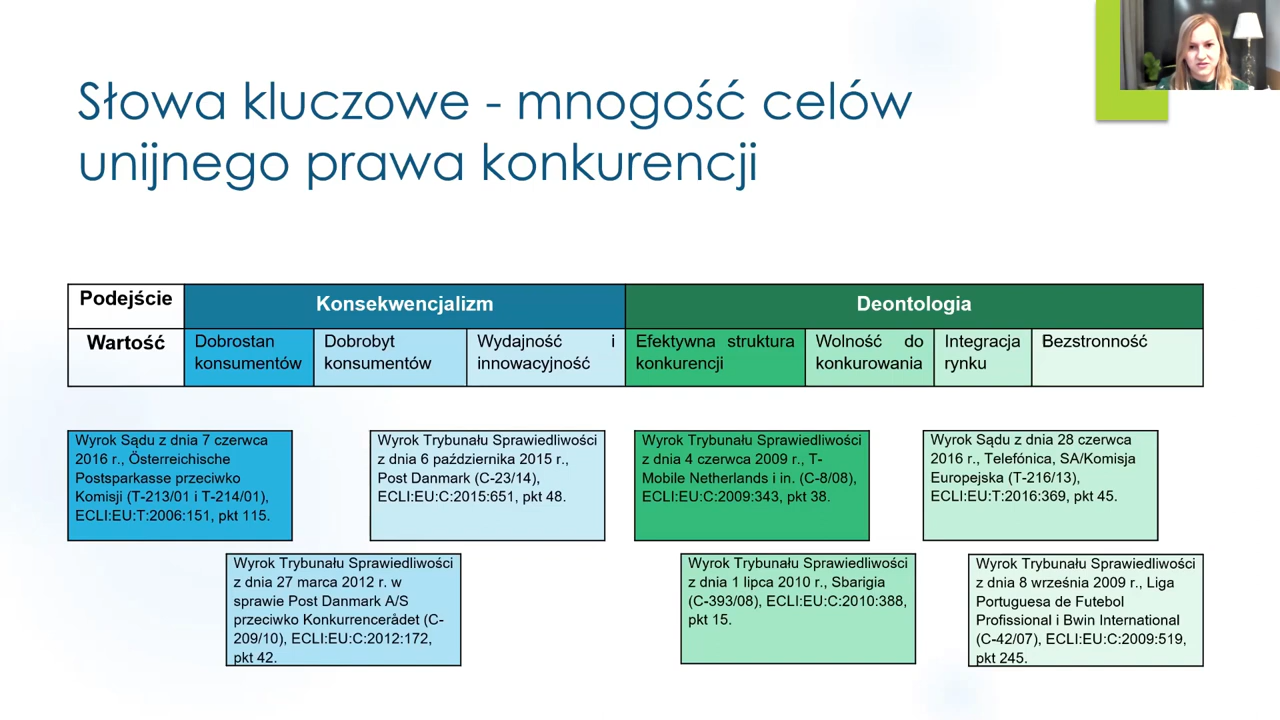 Słowa kluczowe - mnogość celów
unijnego prawa konkurencji
Podejście
Konsekwencjalizm
Deontologia
Wartość
Dobrostan
konsumentów
Dobrobyt
konsumentów
Wydajność i
innowacyjność
Efektywna struktura
konkurencji
Wolność do
konkurowania
Integracja
rynku
Bezstronność
Wyrok Sądu z dnia 7 czerwca
2016 r., Österreichische
Postsparkasse przeciwko
Komisji (T-213/01 i T-214/01),
ECLI:EU:T:2006:151, pkt 115.
Wyrok Trybunału Sprawiedliwości
z dnia 6 października 2015 r.,
Post Danmark (C-23/14),
ECLI:EU:C:2015:651, pkt 48.
Wyrok Trybunału Sprawiedliwości
z dnia 4 czerwca 2009 r., T-
Mobile Netherlands i in. (C-8/08),
ECLI:EU:C:2009:343, pkt 38.
Wyrok Sądu z dnia 28 czerwca
2016 r., Telefónica, SA/Komisja
Europejska (T-216/13),
ECLI:EU:T:2016:369, pkt 45.
Wyrok Trybunału Sprawiedliwości
z dnia 27 marca 2012 r. w
sprawie Post Danmark A/S
przeciwko Konkurrencerådet (C-
209/10), ECLI:EU:C:2012:172,
pkt 42.
Wyrok Trybunału Sprawiedliwości
z dnia 1 lipca 2010 r., Sbarigia
(C-393/08), ECLI:EU:C:2010:388,
pkt 15.
Wyrok Trybunału Sprawiedliwości
z dnia 8 września 2009 r., Liga
Portuguesa de Futebol
Profissional i Bwin International
(C-42/07), ECLI:EU:C:2009:519,
pkt 245.